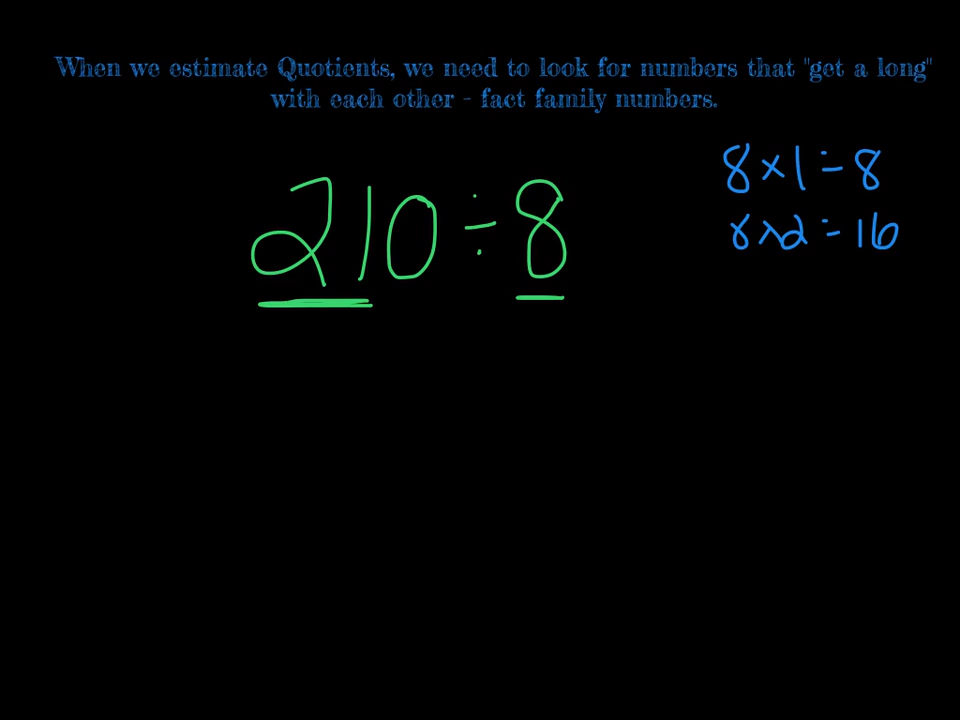 When we estimate Quotients, we need to look for numbers that "get a long"
with each other - fact family numbers.
210 ÷ 8
8 x 1 = 8
8 x 2 = 16